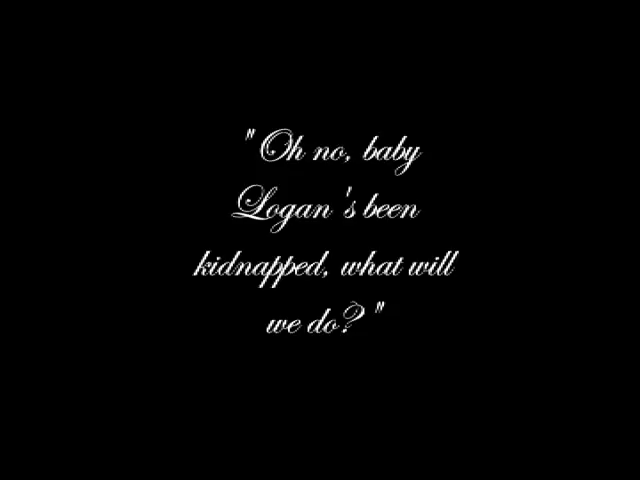 "Oh no, baby
Logan's been
kidnapped, what will
we do?"